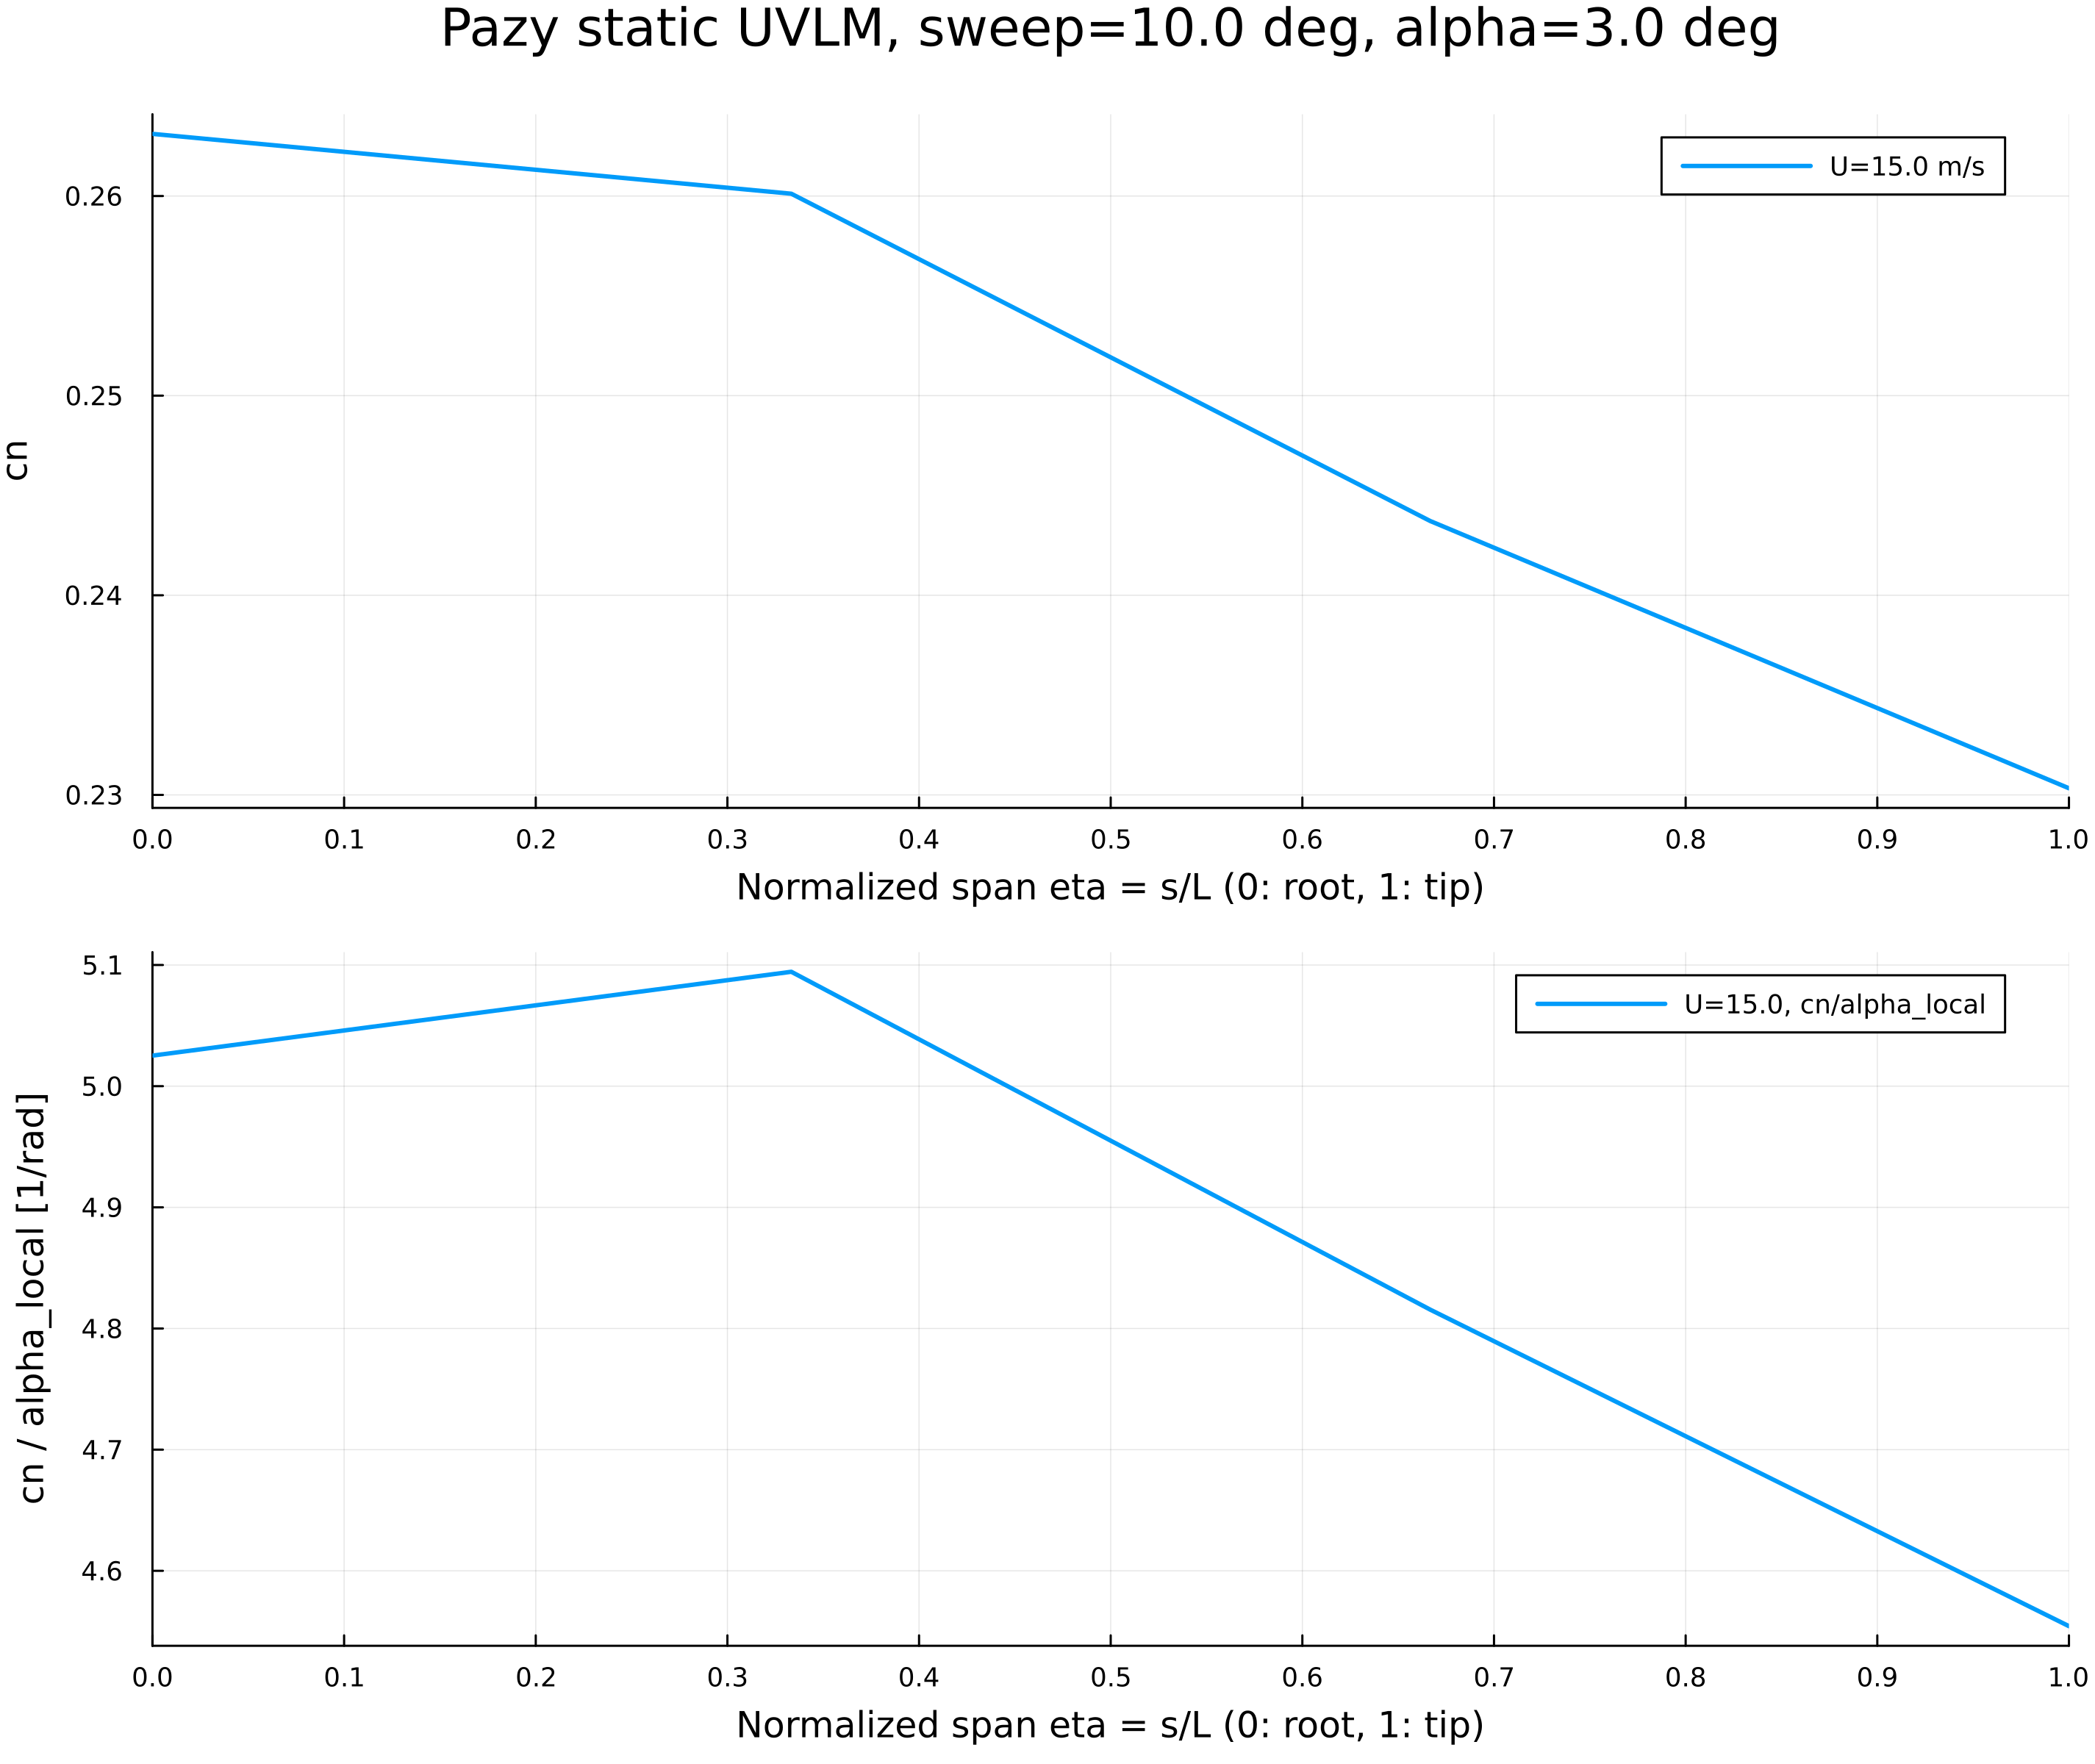 Pazy static UVLM, sweep=10.0 deg, alpha=3.0 deg
U=15.0 m/s
0.26
0.25
0.24
0.23
cn
0.0 0.1 0.2 0.3 0.4 0.5 0.6 0.7 0.8 0.9 1.0
Normalized span eta = s/L (0: root, 1: tip)
U=15.0, cn/alpha_local
5.1
5.0
4.9
4.8
4.7
4.6
cn / alpha_local [1/rad]
0.0 0.1 0.2 0.3 0.4 0.5 0.6 0.7 0.8 0.9 1.0
Normalized span eta = s/L (0: root, 1: tip)